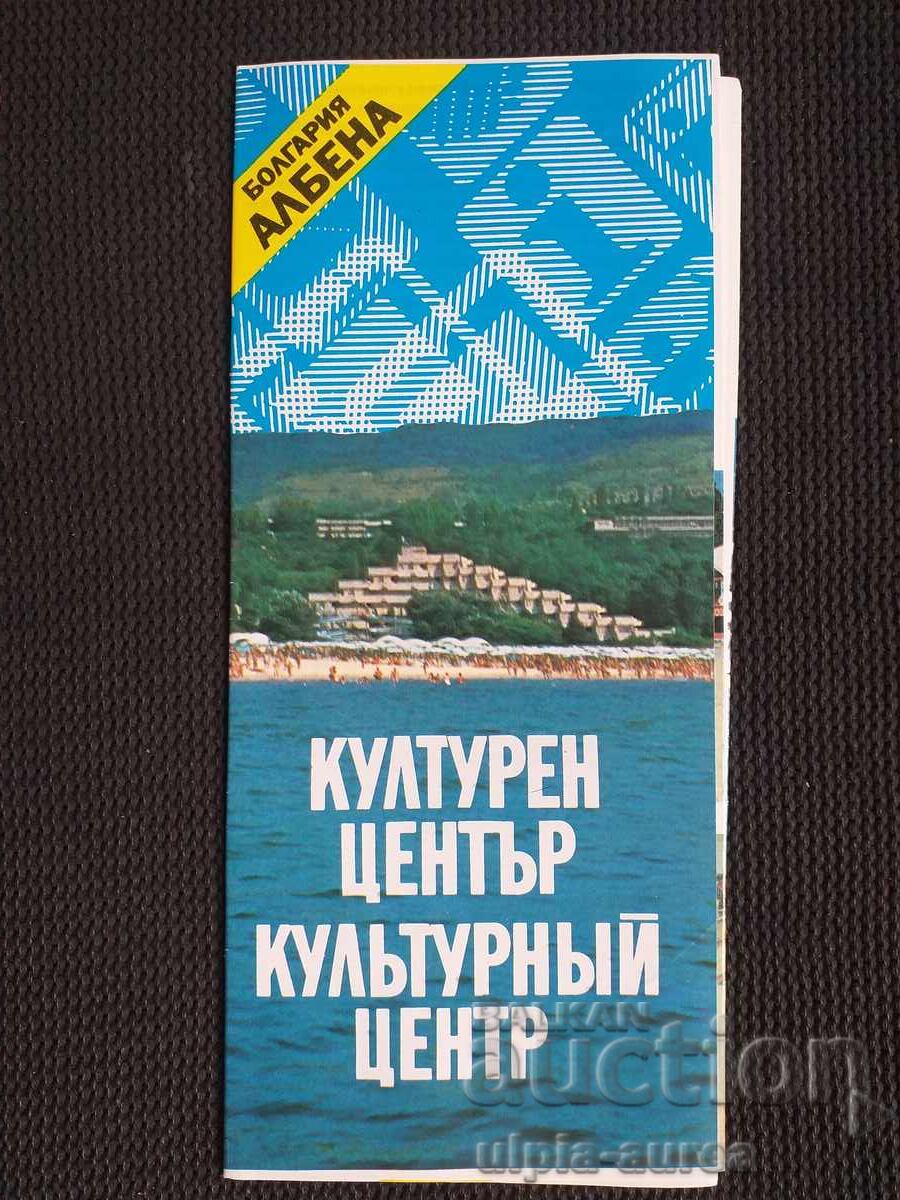 БОЛГАРИЯ
АЛБЕНА
КУЛТУРЕН
ЦЕНТЪР
КУЛЬТУРНЫЙ
ЦЕНТР
BALKAN
auction
ulpia-aurea